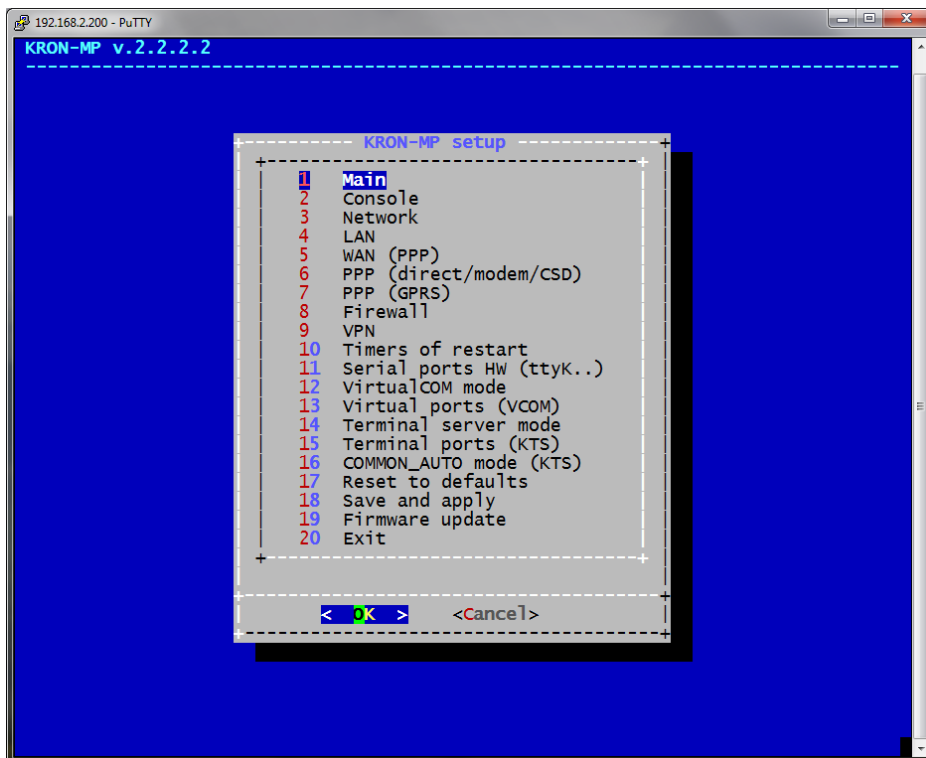 192.168.2.200 - PuTTY
KRON-MP v.2.2.2.2
KRON-MP setup
1 Main
2 Console
3 Network
4 LAN
5 WAN (PPP)
6 PPP (direct/modem/CSD)
7 PPP (GPRS)
8 Firewall
9 VPN
10 Timers of restart
11 Serial ports HW (ttyK..)
12 VirtualCOM mode
13 Virtual ports (VCOM)
14 Terminal server mode
15 Terminal ports (KTS)
16 COMMON_AUTO mode (KTS)
17 Reset to defaults
18 Save and apply
19 Firmware update
20 Exit
< OK > <Cancel>